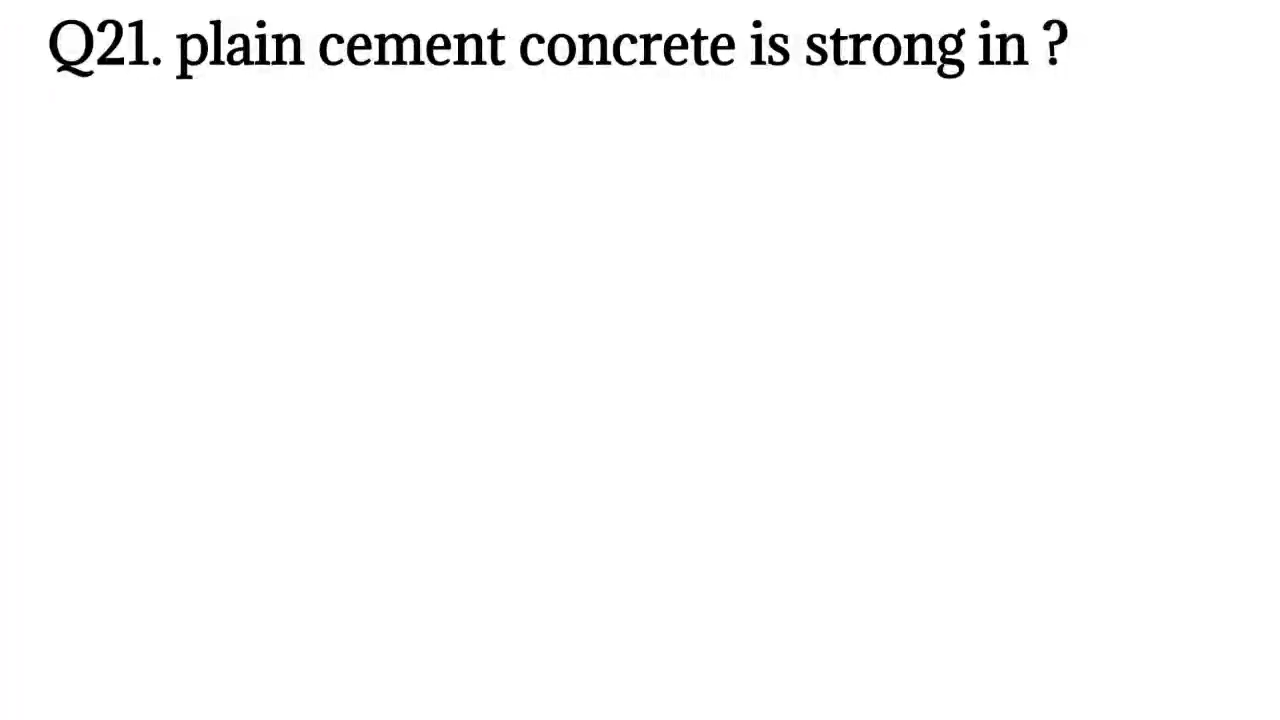 Q21. plain cement concrete is strong in ?